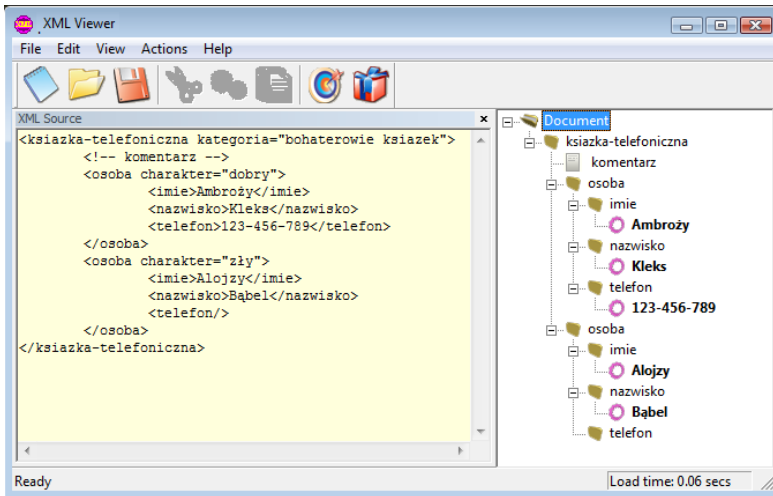 XML Viewer
File Edit View Actions Help
XML Source
<ksiazka-telefoniczna kategoria="bohaterowie ksiazek">
<!-- komentarz -->
<osoba charakter="dobry">
<imie>Ambroży</imie>
<nazwisko>Kleks</nazwisko>
<telefon>123-456-789</telefon>
</osoba>
<osoba charakter="zły">
<imie>Alojzy</imie>
<nazwisko>Bąbel</nazwisko>
<telefon/>
</osoba>
</ksiazka-telefoniczna>
Document
ksiazka-telefoniczna
komentarz
osoba
imie
Ambroży
nazwisko
Kleks
telefon
123-456-789
osoba
imie
Alojzy
nazwisko
Bąbel
telefon
Ready
Load time: 0.06 secs